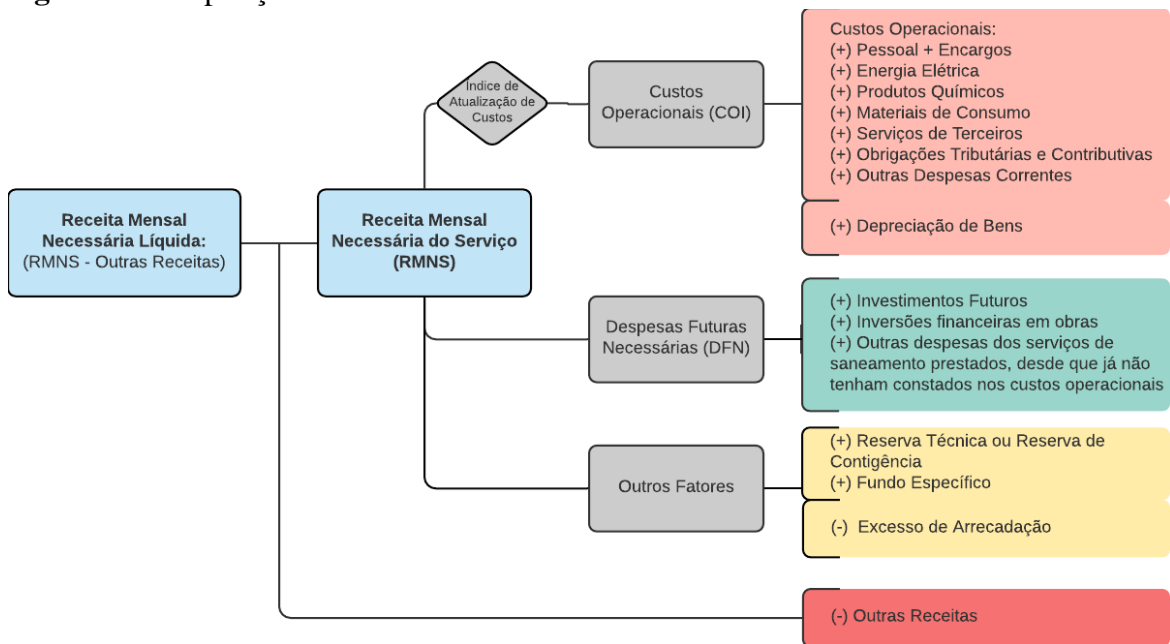 Índice de
Atualização de
Custos
Custos
Operacionais (COI)
Custos Operacionais:
(+) Pessoal + Encargos
(+) Energia Elétrica
(+) Produtos Químicos
(+) Materiais de Consumo
(+) Serviços de Terceiros
(+) Obrigações Tributárias e Contributivas
(+) Outras Despesas Correntes
(+) Depreciação de Bens
Receita Mensal
Necessária Líquida:
(RMNS - Outras Receitas)
Receita Mensal
Necessária do Serviço
(RMNS)
Despesas Futuras
Necessárias (DFN)
(+) Investimentos Futuros
(+) Inversões financeiras em obras
(+) Outras despesas dos serviços de
saneamento prestados, desde que já não
tenham constados nos custos operacionais
Outros Fatores
(+) Reserva Técnica ou Reserva de
Contigência
(+) Fundo Específico
(-) Excesso de Arrecadação
(-) Outras Receitas